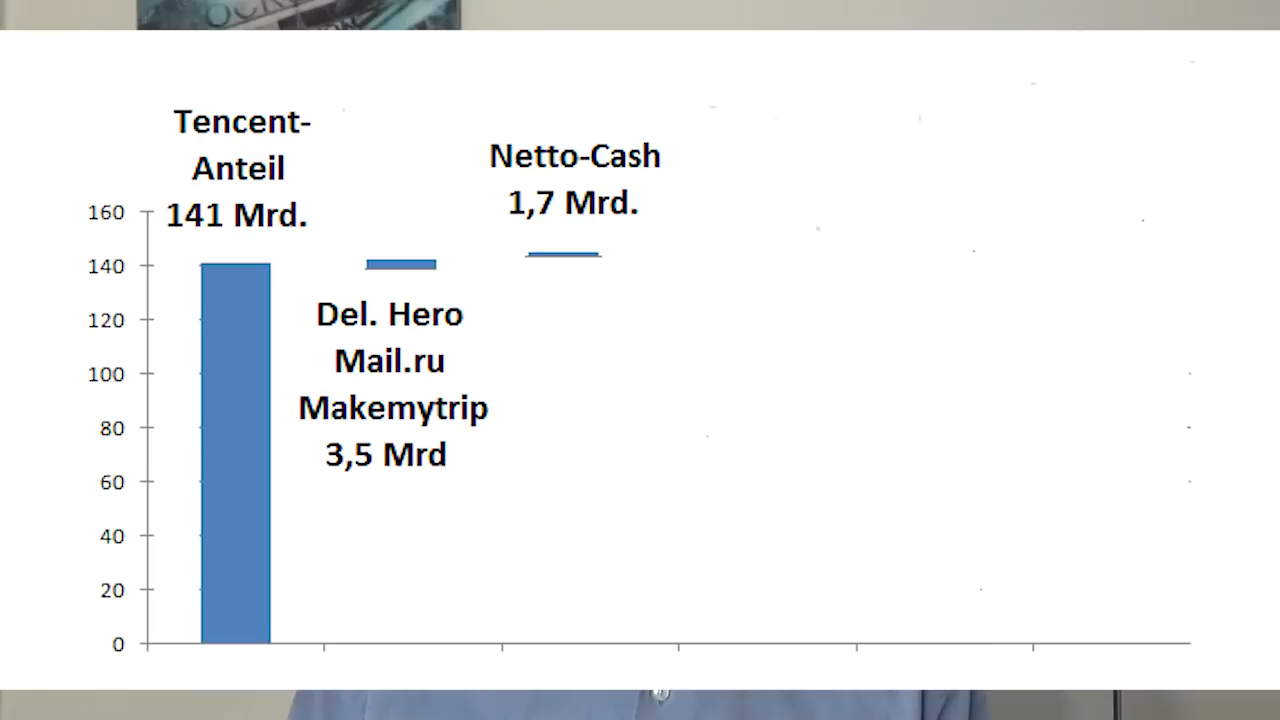 Tencent-
Anteil
141 Mrd.
Netto-Cash
1,7 Mrd.
Del. Hero
Mail.ru
Makemytrip
3,5 Mrd
160
140
120
100
80
60
40
20
0